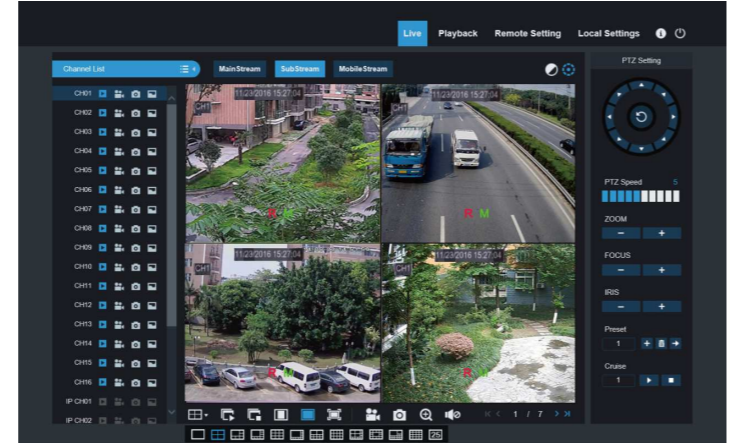 Live Playback Remote Setting Local Settings
Channel List
MainStream SubStream MobileStream
PTZ Setting
CH01
CH02
CH03
CH04
CH05
CH06
CH07
CH08
CH09
CH10
CH11
CH12
CH13
CH14
CH15
CH16
IP CH01
IP CH02
11/23/2016 15:27:04
CH1
R M
11/23/2016 15:27:04
CH1
R M
11/23/2016 15:27:04
CH1
R M
11/23/2016 15:27:04
CH1
R M
PTZ Speed 5
ZOOM
FOCUS
IRIS
Preset
1
Cruise
1
1 / 7
25